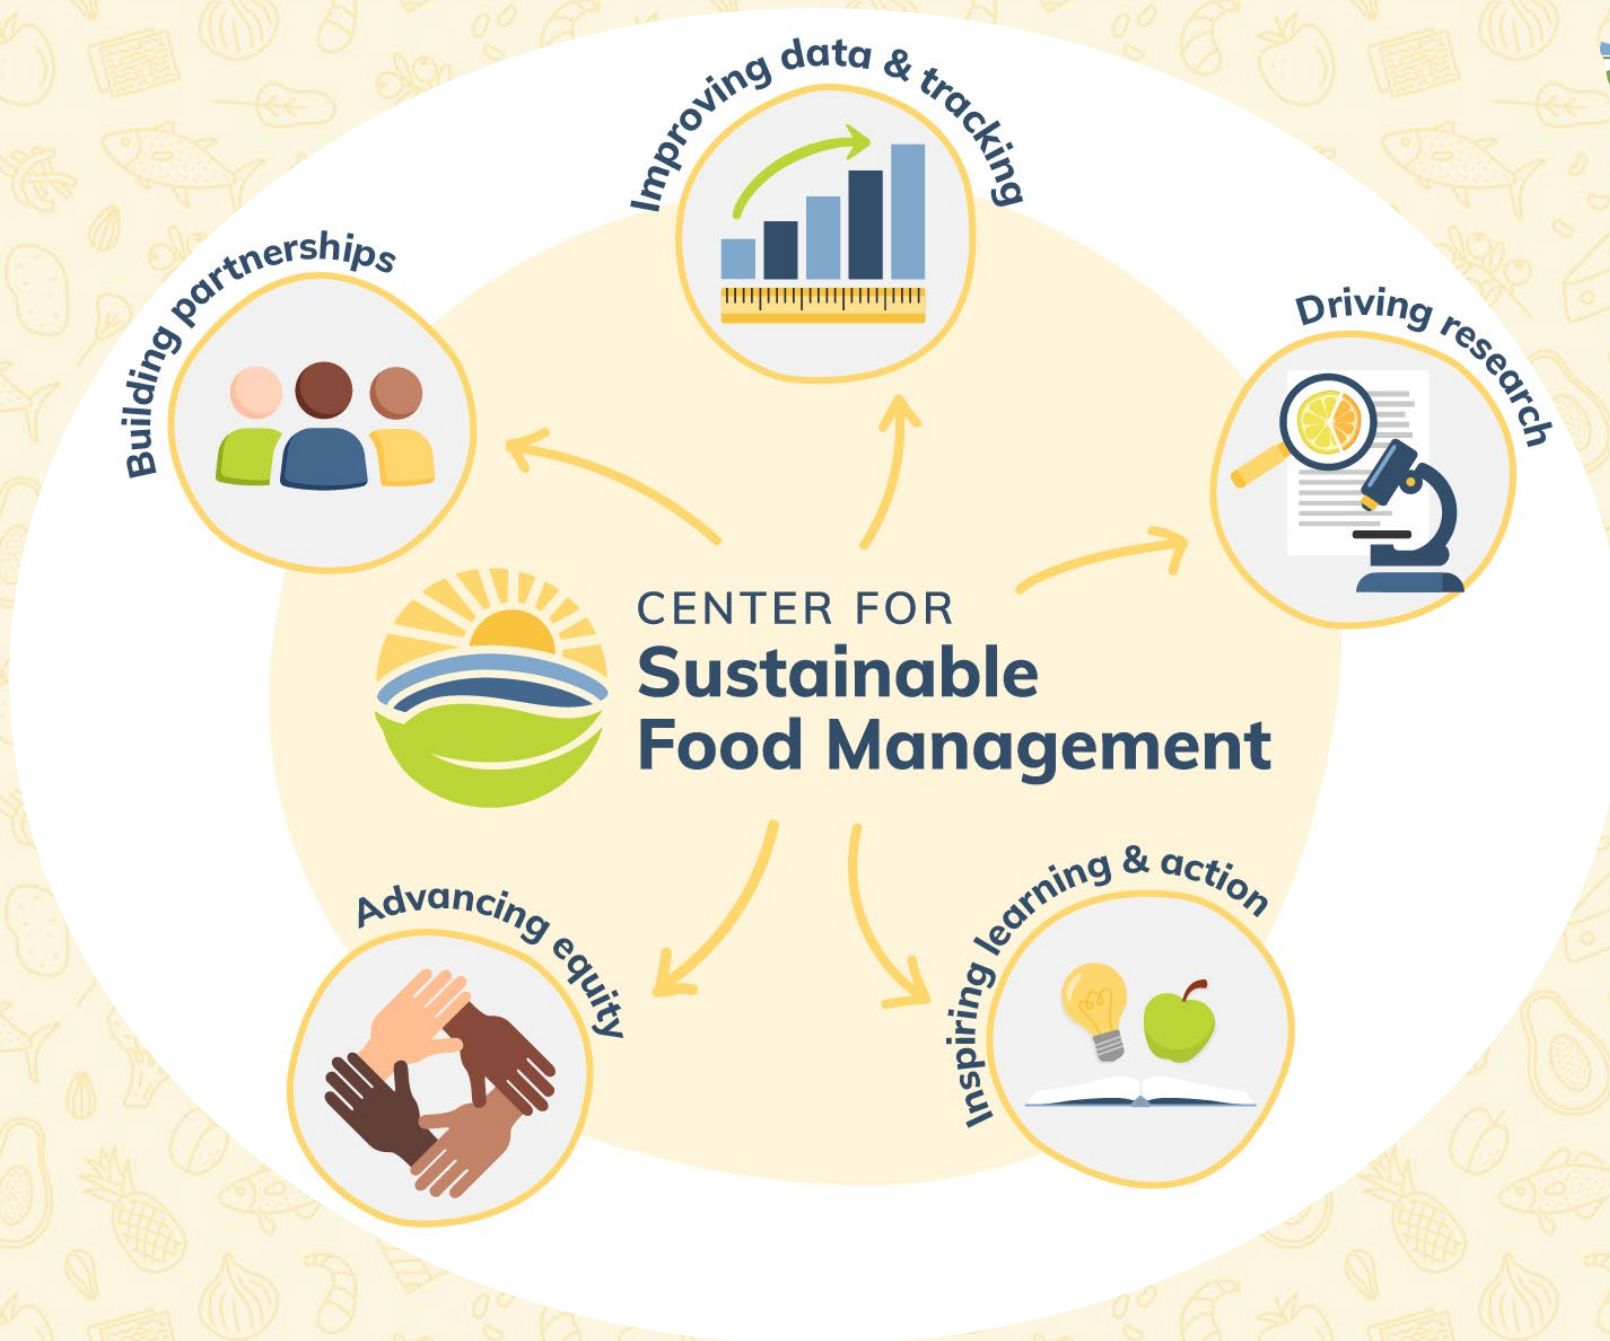 Improving data & tracking
Building partnerships
Driving research
CENTER FOR
Sustainable
Food Management
Advancing equity
Inspiring learning & action